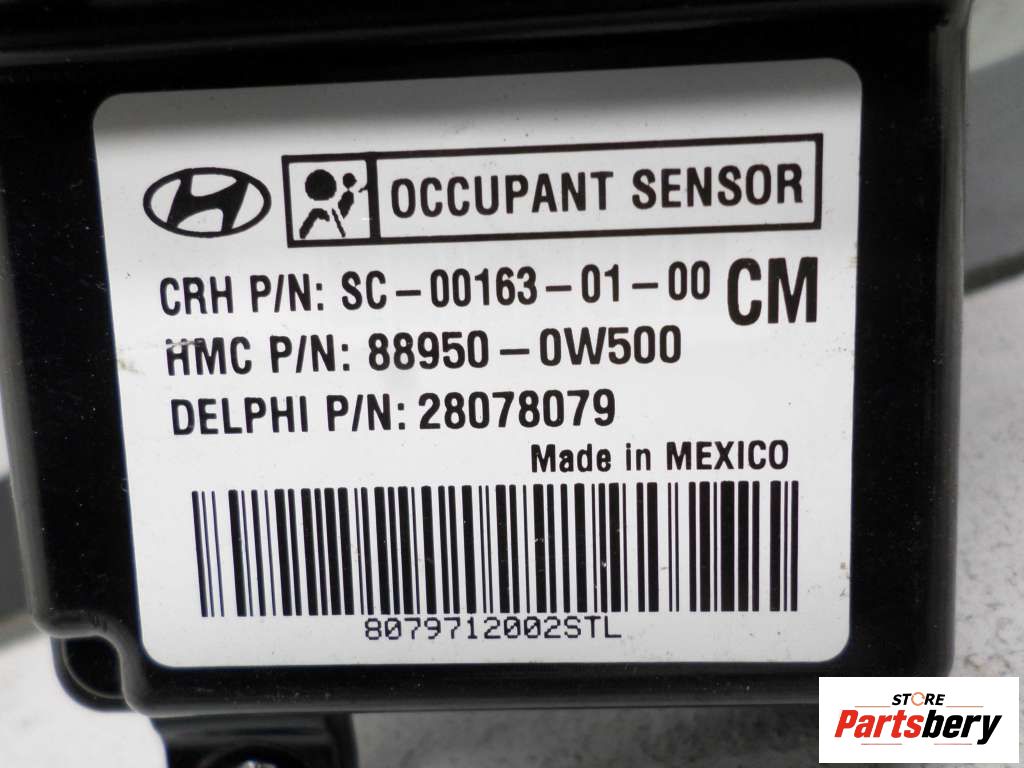 OCCUPANT SENSOR
CRH P/N: SC-00163-01-00 CM
HMC P/N: 88950-0W500
DELPHI P/N: 28078079
Made in MEXICO
8079712002STL
STORE
Partsbery